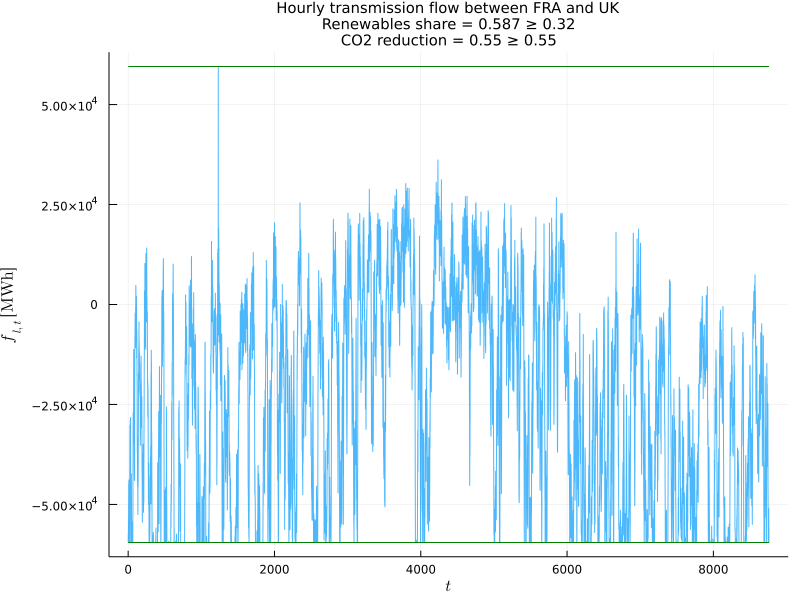 Hourly transmission flow between FRA and UK
Renewables share = 0.587 ≥ 0.32
CO2 reduction = 0.55 ≥ 0.55
5.00×10⁴
2.50×10⁴
0
−2.50×10⁴
−5.00×10⁴
f_{l,t} [MWh]
0 2000 4000 6000 8000
t